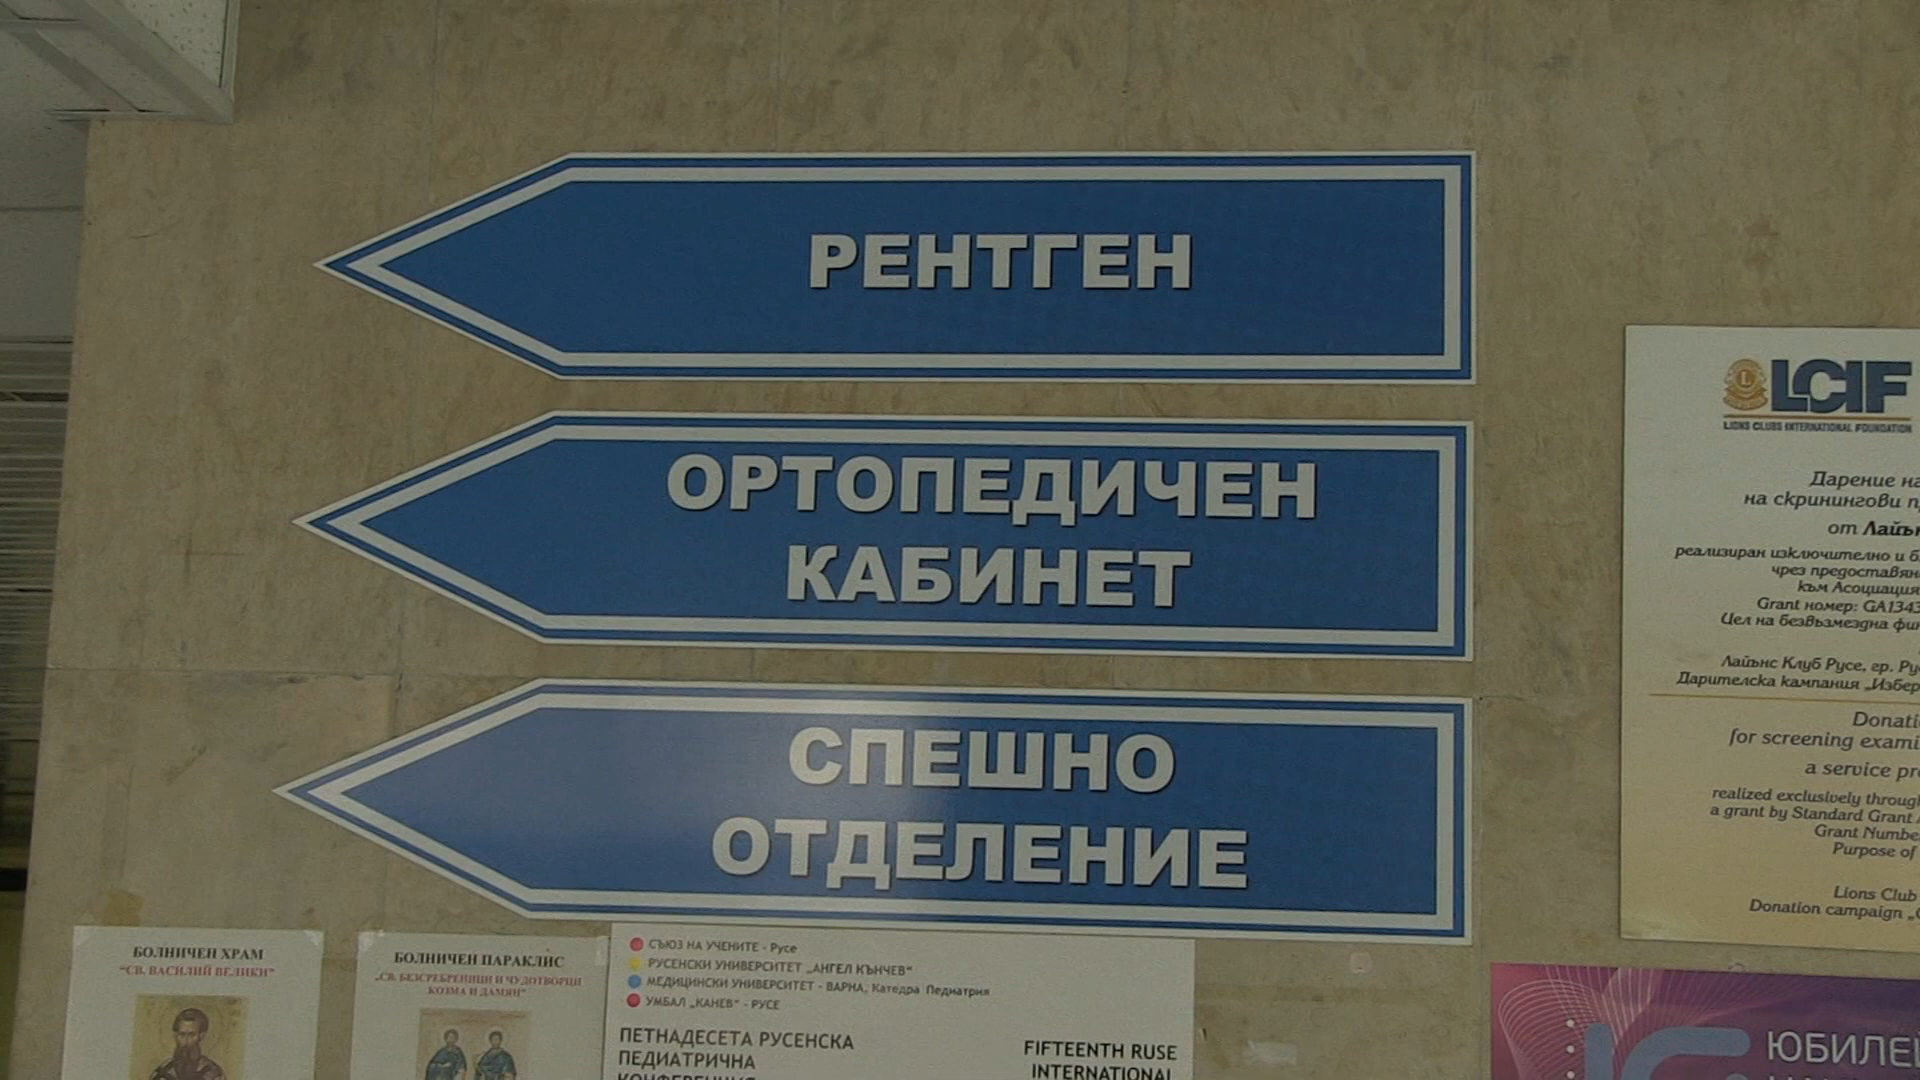 РЕНТГЕН
ОРТОПЕДИЧЕН
КАБИНЕТ
СПЕШНО
ОТДЕЛЕНИЕ
LCIF
LIONS CLUBS INTERNATIONAL FOUNDATION
Дарение на
на скринингови
от Лайън
реализиран изключително и
чрез предоставян
към Асоциация
Grant номер: GA1343
Цел на безвъзмездна фин
Лайънс Клуб Русе, гр. Ру
Дарителска кампания „Избер
Donati
for screening exami
a service pr
realized exclusively through
a grant by Standard Grant
Grant Numbe
Purpose of
Lions Club
Donation campaign
БОЛНИЧЕН ХРАМ
“СВ. ВАСИЛИЙ ВЕЛИКИ”
БОЛНИЧЕН ПАРАКЛИС
„СВ. БЕЗСРЕБРЕНИЦИ И ЧУДОТВОРЦИ
КОЗМА И ДАМЯН”
СЪЮЗ НА УЧЕНИТЕ - Русе
РУСЕНСКИ УНИВЕРСИТЕТ „АНГЕЛ КЪНЧЕВ“
МЕДИЦИНСКИ УНИВЕРСИТЕТ - ВАРНА, Катедра Педиатрия
УМБАЛ „КАНЕВ“ - РУСЕ
ПЕТНАДЕСЕТА РУСЕНСКА
ПЕДИАТРИЧНА
КОНФЕРЕНЦИЯ
FIFTEENTH RUSE
INTERNATIONAL
ЮБИЛЕ